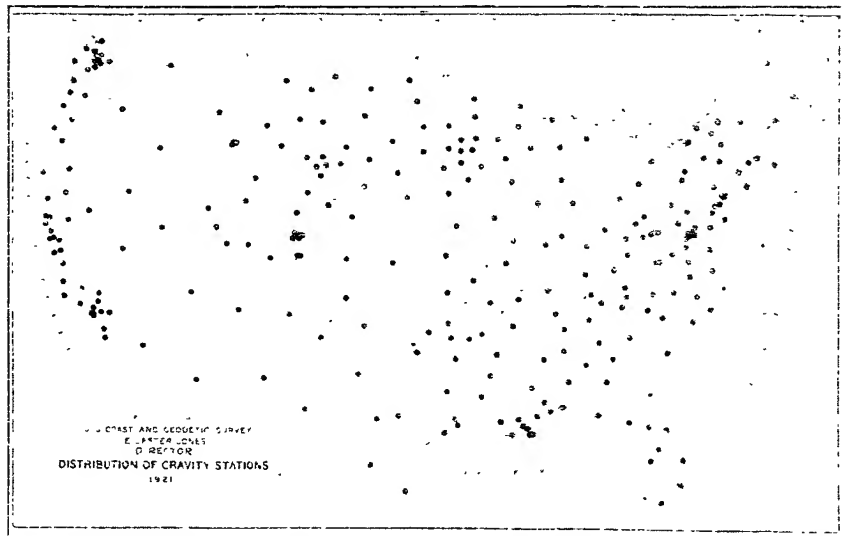 U.S. COAST AND GEODETIC SURVEY
E. LESTER JONES
DIRECTOR
DISTRIBUTION OF GRAVITY STATIONS
1921